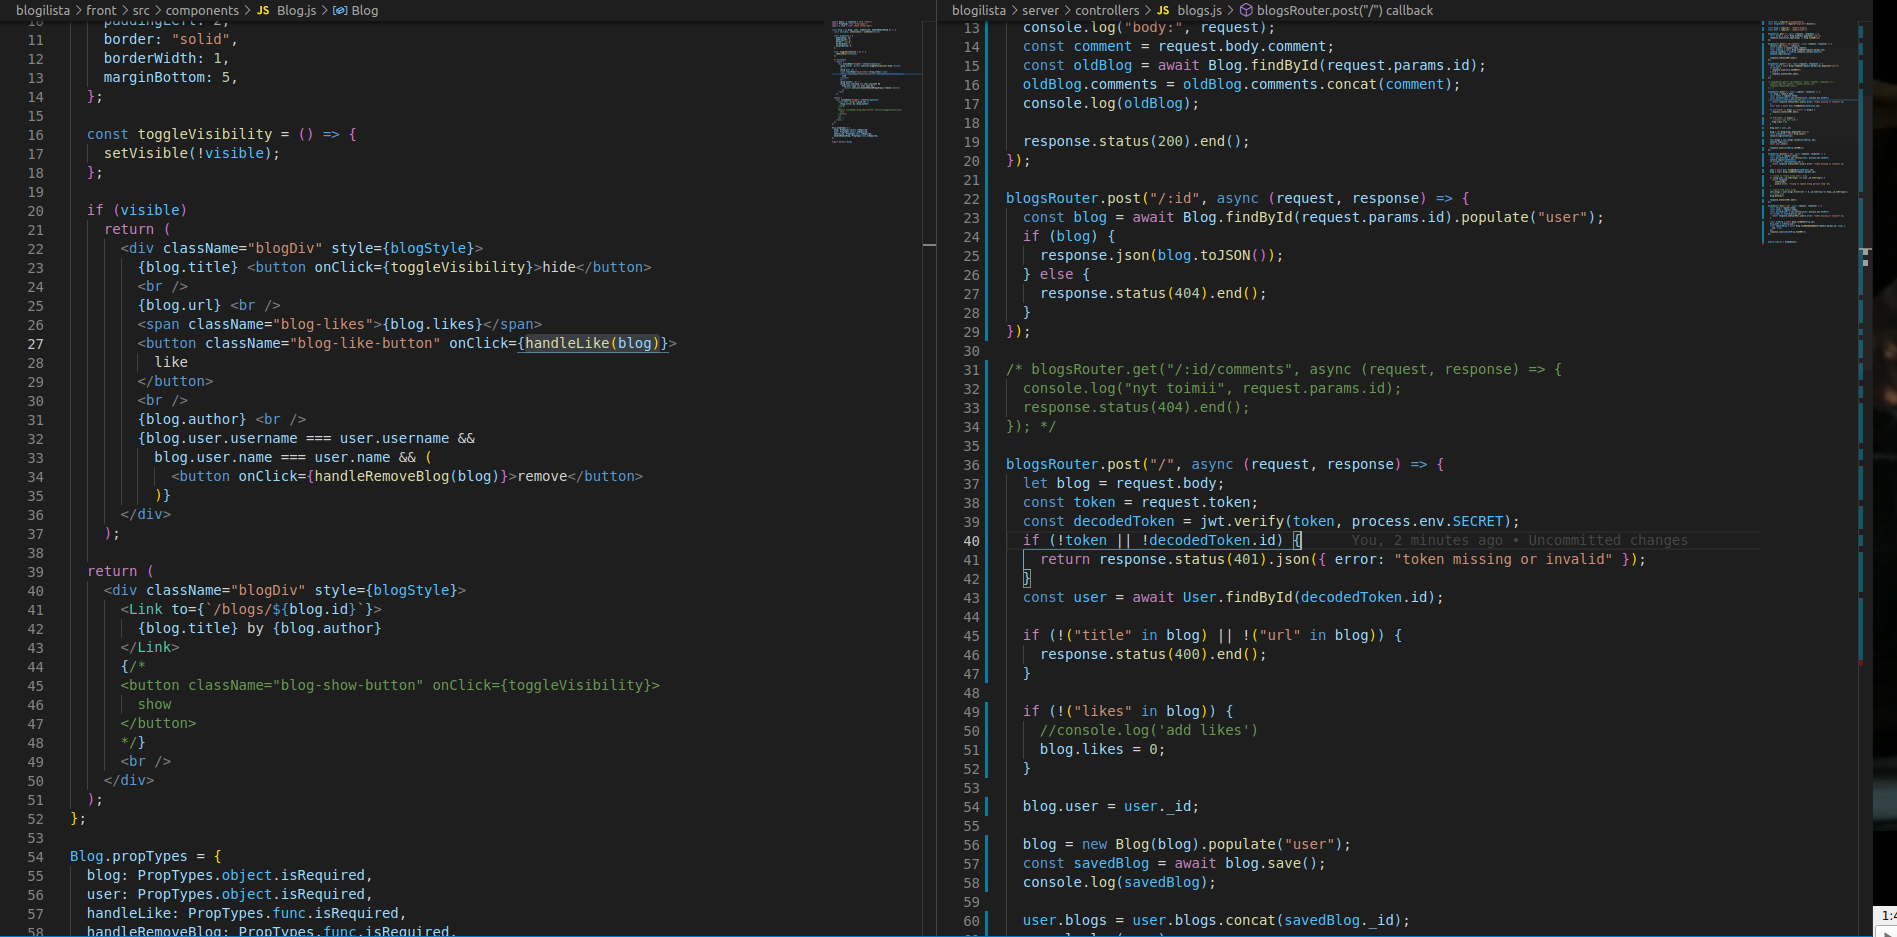 blogilista > front > src > components > JS Blog.js > Blog
10 paddingLeft: 2,
11 border: "solid",
12 borderWidth: 1,
13 marginBottom: 5,
14 };
15
16 const toggleVisibility = () => {
17 setVisible(!visible);
18 };
19
20 if (visible)
21 return (
22 <div className="blogDiv" style={blogStyle}>
23 {blog.title} <button onClick={toggleVisibility}>hide</button>
24 <br />
25 {blog.url} <br />
26 <span className="blog-likes">{blog.likes}</span>
27 <button className="blog-like-button" onClick={handleLike(blog)}>
28 like
29 </button>
30 <br />
31 {blog.author} <br />
32 {blog.user.username === user.username &&
33 blog.user.name === user.name && (
34 <button onClick={handleRemoveBlog(blog)}>remove</button>
35 )}
36 </div>
37 );
38
39 return (
40 <div className="blogDiv" style={blogStyle}>
41 <Link to={`/blogs/${blog.id}`}>
42 {blog.title} by {blog.author}
43 </Link>
44 {/*
45 <button className="blog-show-button" onClick={toggleVisibility}>
46 show
47 </button>
48 */}
49 <br />
50 </div>
51 );
52 };
53
54 Blog.propTypes = {
55 blog: PropTypes.object.isRequired,
56 user: PropTypes.object.isRequired,
57 handleLike: PropTypes.func.isRequired,
58 handleRemoveBlog: PropTypes.func.isRequired,
blogilista > server > controllers > JS blogs.js > blogsRouter.post("/") callback
13 console.log("body:", request);
14 const comment = request.body.comment;
15 const oldBlog = await Blog.findById(request.params.id);
16 oldBlog.comments = oldBlog.comments.concat(comment);
17 console.log(oldBlog);
18
19 response.status(200).end();
20 });
21
22 blogsRouter.post("/:id", async (request, response) => {
23 const blog = await Blog.findById(request.params.id).populate("user");
24 if (blog) {
25 response.json(blog.toJSON());
26 } else {
27 response.status(404).end();
28 }
29 });
30
31 /* blogsRouter.get("/:id/comments", async (request, response) => {
32 console.log("nyt toimii", request.params.id);
33 response.status(404).end();
34 }); */
35
36 blogsRouter.post("/", async (request, response) => {
37 let blog = request.body;
38 const token = request.token;
39 const decodedToken = jwt.verify(token, process.env.SECRET);
40 if (!token || !decodedToken.id) { You, 2 minutes ago • Uncommitted changes
41 return response.status(401).json({ error: "token missing or invalid" });
42 }
43 const user = await User.findById(decodedToken.id);
44
45 if (!("title" in blog) || !("url" in blog)) {
46 response.status(400).end();
47 }
48
49 if (!("likes" in blog)) {
50 //console.log('add likes')
51 blog.likes = 0;
52 }
53
54 blog.user = user._id;
55
56 blog = new Blog(blog).populate("user");
57 const savedBlog = await blog.save();
58 console.log(savedBlog);
59
60 user.blogs = user.blogs.concat(savedBlog._id);